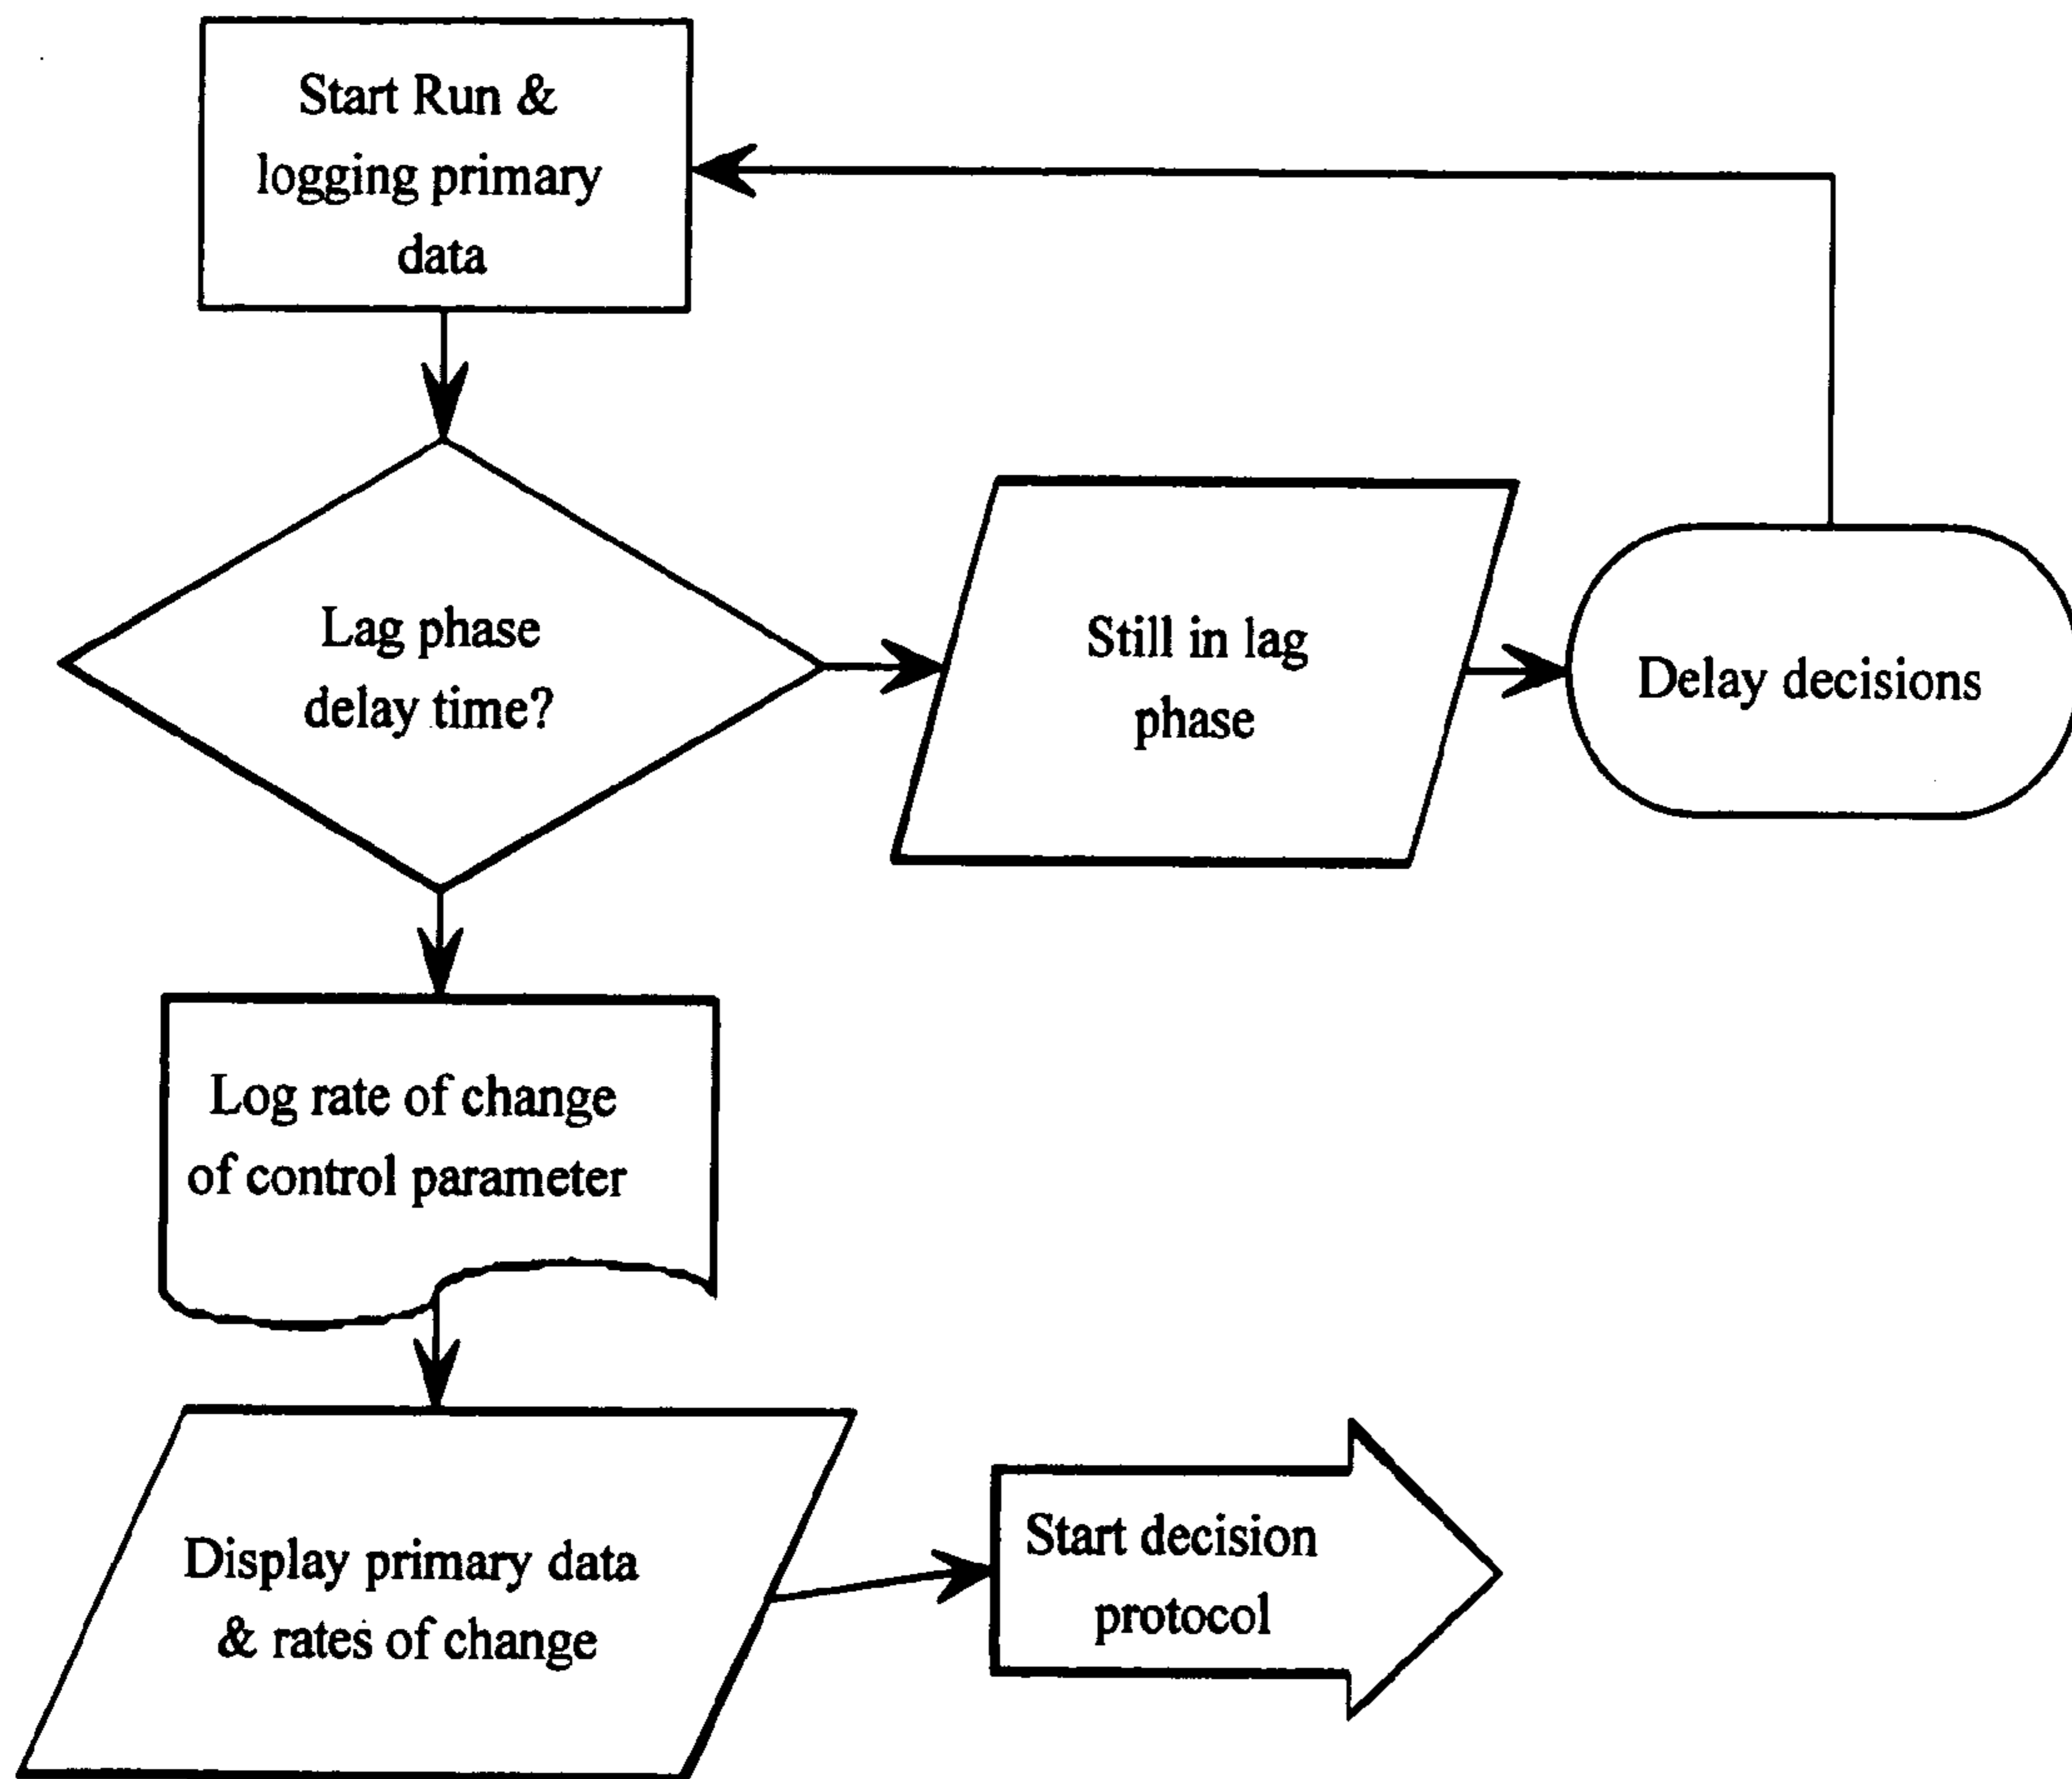 Start Run &
logging primary
data
Lag phase
delay time?
Still in lag
phase
Delay decisions
Log rate of change
of control parameter
Display primary data
& rates of change
Start decision
protocol